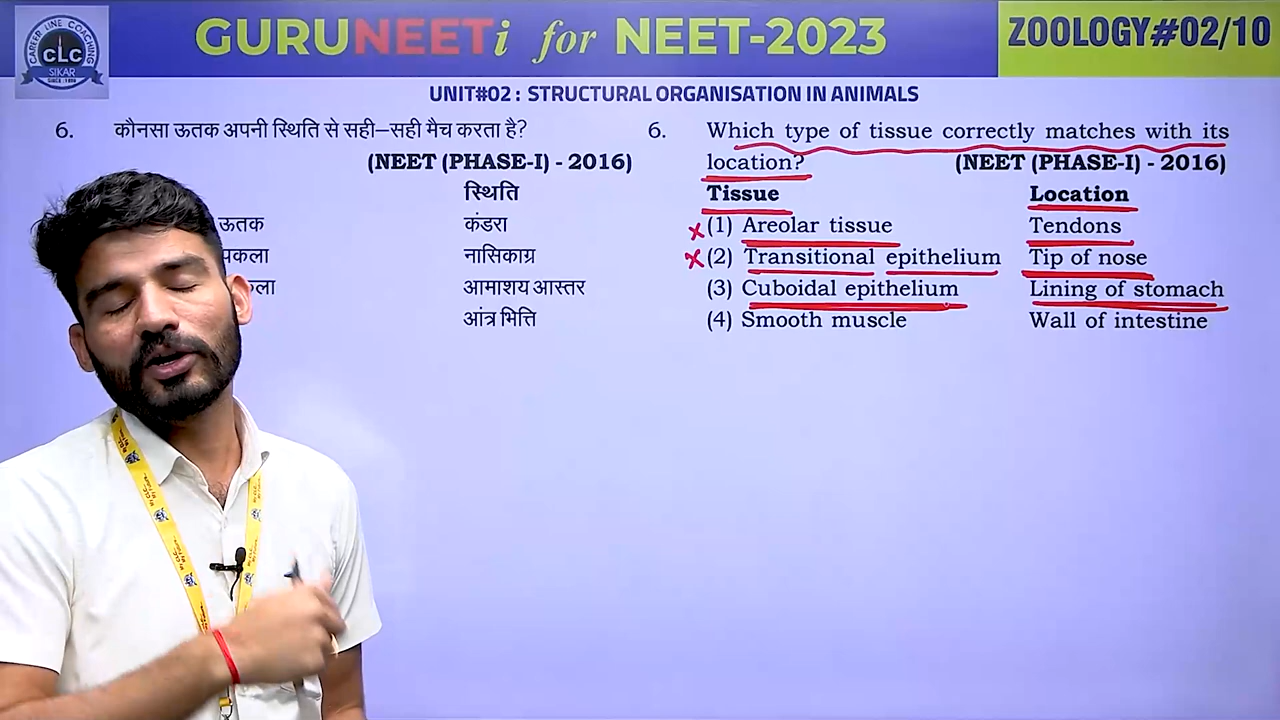 GURUNEETi for NEET-2023
ZOOLOGY#02/10
CAREER LINE COACHING
CLC
SIKAR
SINCE 1996
UNIT#02 : STRUCTURAL ORGANISATION IN ANIMALS
6. कौनसा ऊतक अपनी स्थिति से सही–सही मैच करता है?
(NEET (PHASE-I) - 2016)
स्थिति
ऊतक कंडरा
नासिकाग्र
आमाशय आस्तर
आंत्र भित्ति
6. Which type of tissue correctly matches with its
location? (NEET (PHASE-I) - 2016)
Tissue Location
(1) Areolar tissue Tendons
(2) Transitional epithelium Tip of nose
(3) Cuboidal epithelium Lining of stomach
(4) Smooth muscle Wall of intestine